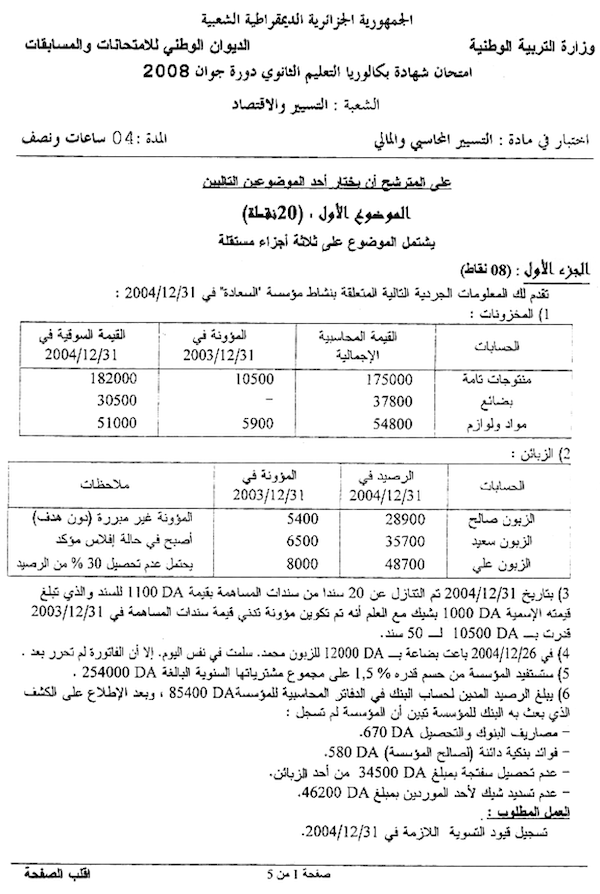 الجمهورية الجزائرية الديمقراطية الشعبية
وزارة التربية الوطنية الديوان الوطني للامتحانات والمسابقات
امتحان شهادة بكالوريا التعليم الثانوي دورة جوان 2008
الشعبة : التسيير والاقتصاد
اختبار في مادة : التسيير المحاسبي والمالي المدة : 04 ساعات ونصف
على المترشح أن يختار أحد الموضوعين التاليين
الموضوع الأول : (20نقطة)
يشتمل الموضوع على ثلاثة أجزاء مستقلة
الجزء الأول : (08 نقاط)
تقدم لك المعلومات الجردية التالية المتعلقة بنشاط مؤسسة "السعادة" في 2004/12/31 :
1) المخزونات :
الحسابات القيمة المحاسبية الإجمالية المؤونة في 2003/12/31 القيمة السوقية في 2004/12/31
منتوجات تامة 175000 10500 182000
بضائع 37800 – 30500
مواد ولوازم 54800 5900 51000
2) الزبائن :
الحسابات الرصيد في 2004/12/31 المؤونة في 2003/12/31 ملاحظات
الزبون صالح 28900 5400 المؤونة غير مبررة (دون هدف)
الزبون سعيد 35700 6500 أصبح في حالة إفلاس مؤكد
الزبون علي 48700 8000 يحتمل عدم تحصيل 30 % من الرصيد
3) بتاريخ 2004/12/31 تم التنازل عن 20 سندا من سندات المساهمة بقيمة 1100 DA للسند والذي تبلغ
قيمته الإسمية 1000 DA بشيك مع العلم أنه تم تكوين مؤونة تدني قيمة سندات المساهمة في 2003/12/31
قدرت بـــ 10500 DA لـــ 50 سند.
4) في 2004/12/26 باعت بضاعة بـــ 12000 DA للزبون محمد. سلمت في نفس اليوم. إلا أن الفاتورة لم تحرر بعد .
5) ستستفيد المؤسسة من حسم قدره % 1,5 على مجموع مشترياتها السنوية البالغة 254000 DA .
6) يبلغ الرصيد المدين لحساب البنك في الدفاتر المحاسبية للمؤسسة 85400 DA ، وبعد الإطلاع على الكشف
الذي بعث به البنك للمؤسسة تبين أن المؤسسة لم تسجل :
– مصاريف البنوك والتحصيل 670 DA.
– فوائد بنكية دائنة (لصالح المؤسسة) 580 DA.
– عدم تحصيل سفتجة بمبلغ 34500 DA من أحد الزبائن.
– عدم تسديد شيك لأحد الموردين بمبلغ 46200 DA.
العمل المطلوب :
تسجيل قيود التسوية اللازمة في 2004/12/31.
صفحة 1 من 5 اقلب الصفحة